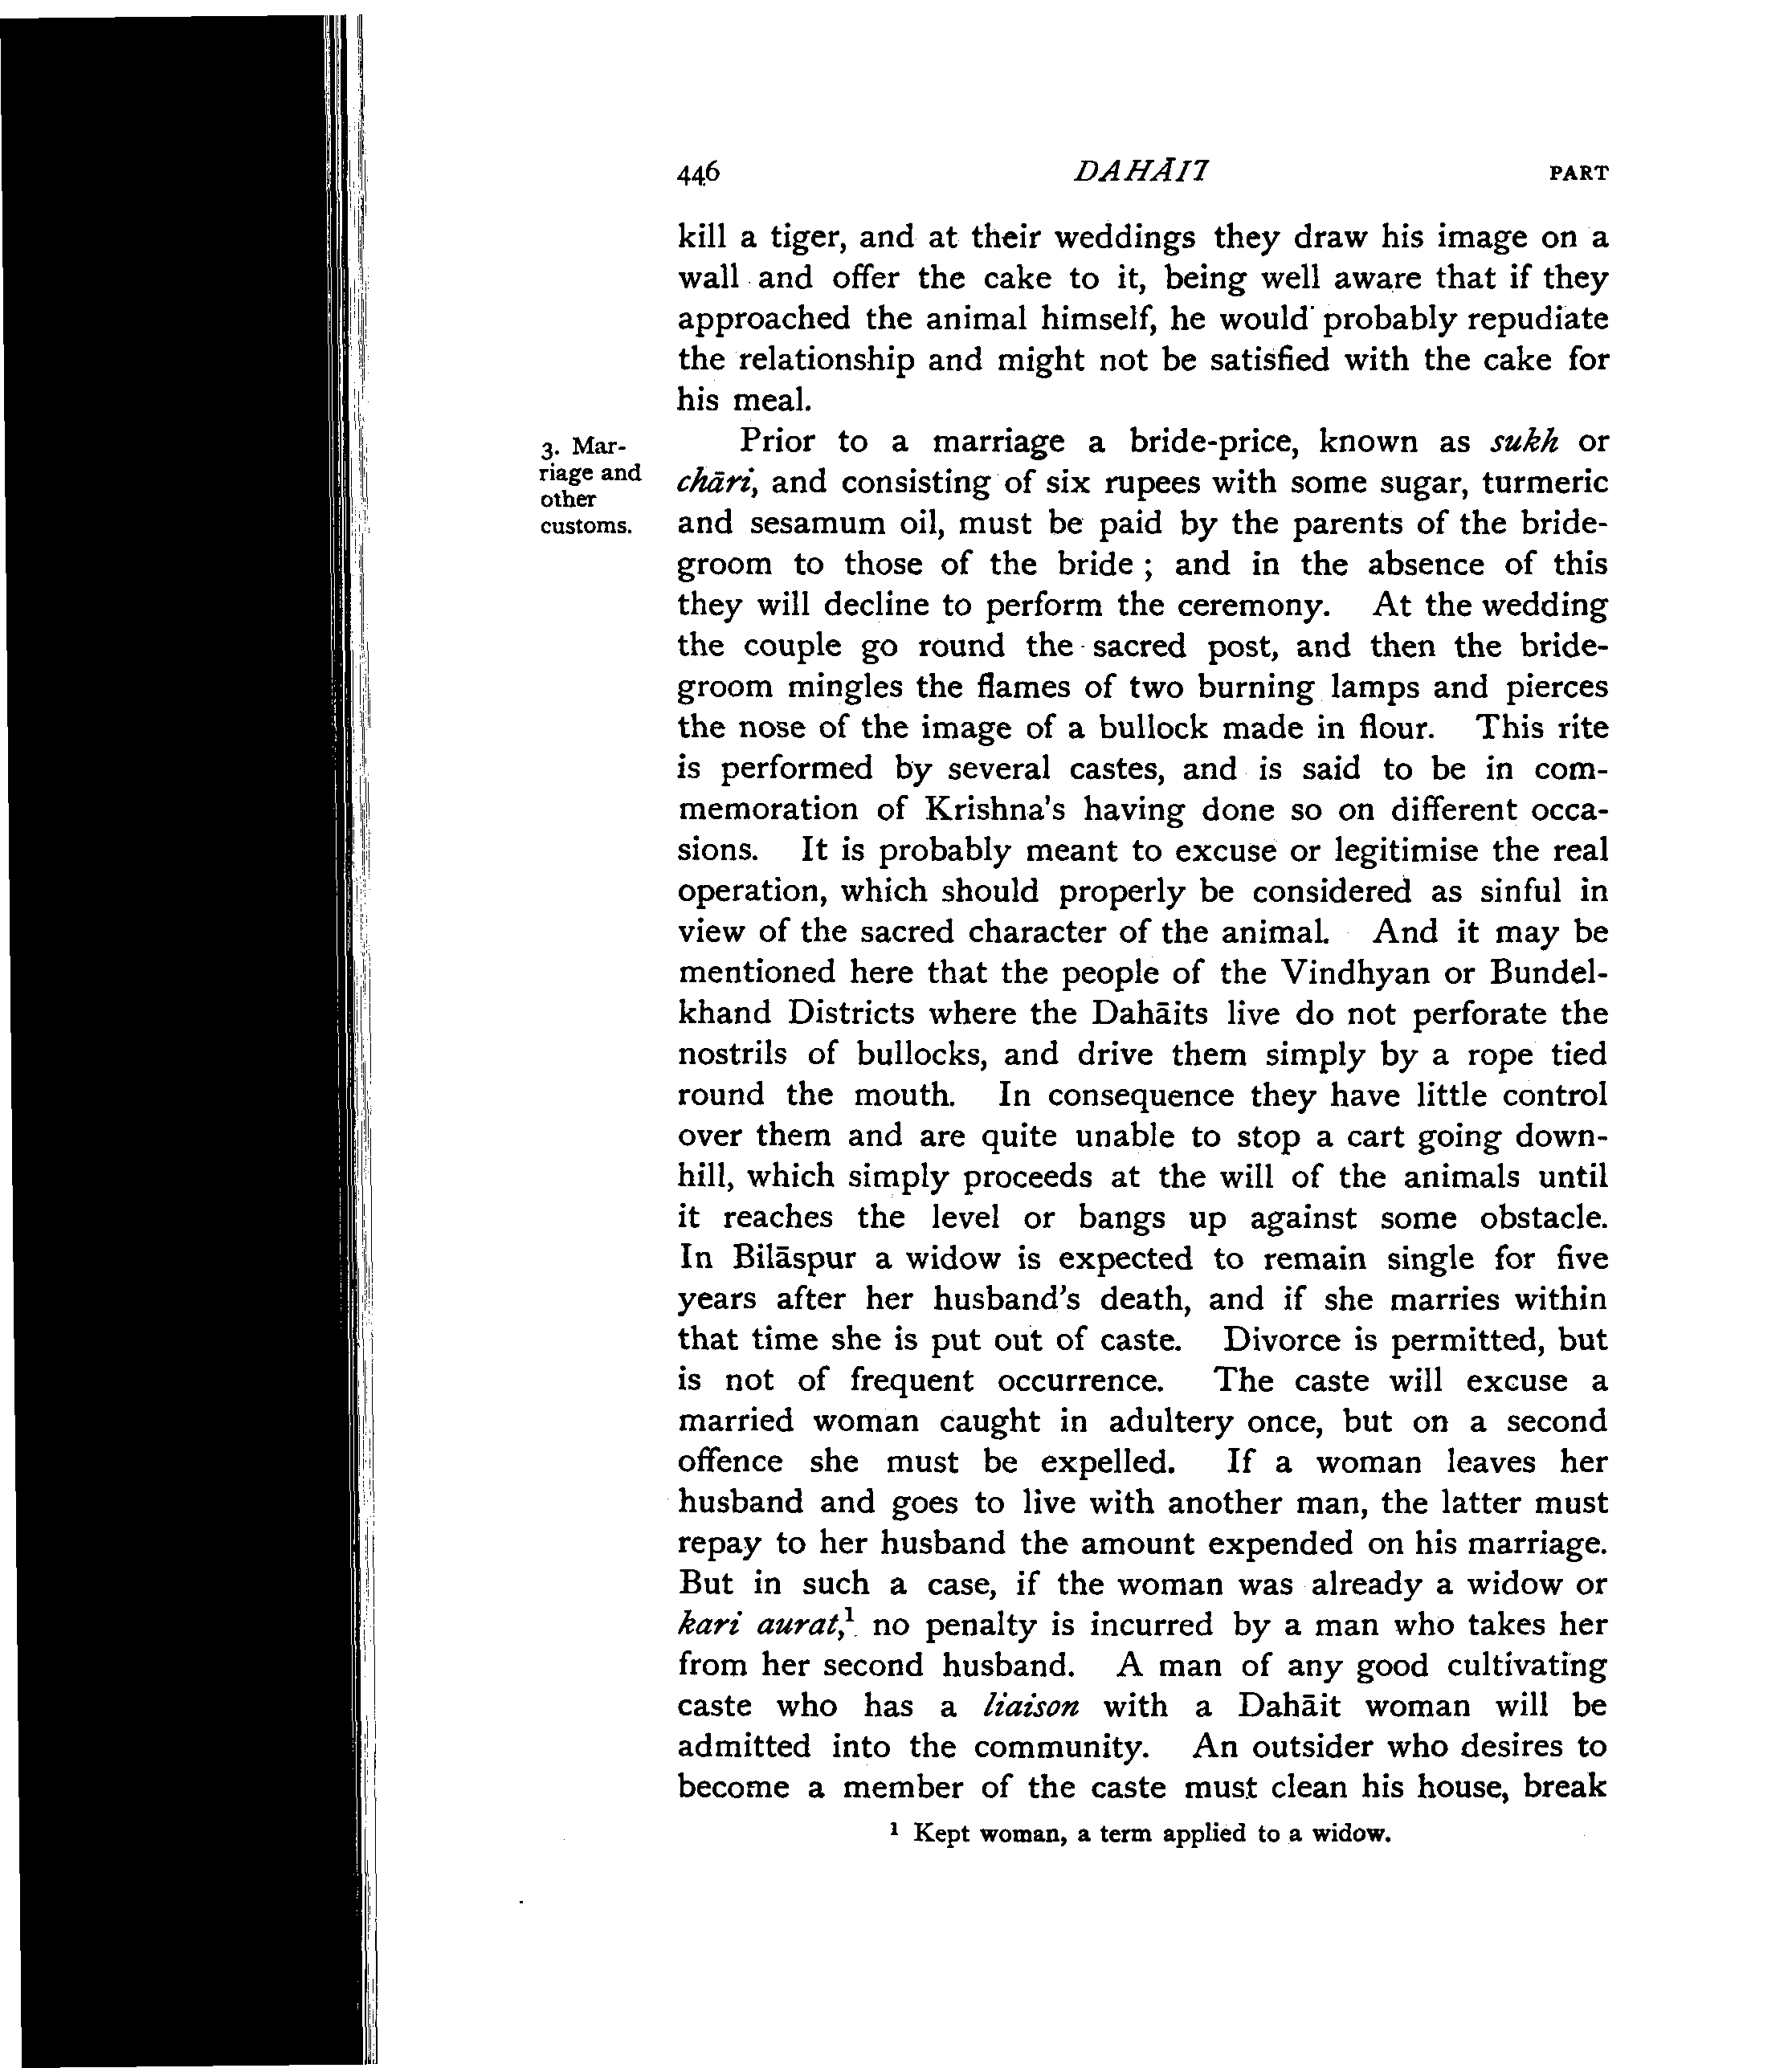 446 DAHĀIT PART
kill a tiger, and at their weddings they draw his image on a
wall and offer the cake to it, being well aware that if they
approached the animal himself, he would probably repudiate
the relationship and might not be satisfied with the cake for
his meal.
3. Mar-
riage and
other
customs.
Prior to a marriage a bride-price, known as sukh or
chāri, and consisting of six rupees with some sugar, turmeric
and sesamum oil, must be paid by the parents of the bride-
groom to those of the bride ; and in the absence of this
they will decline to perform the ceremony. At the wedding
the couple go round the sacred post, and then the bride-
groom mingles the flames of two burning lamps and pierces
the nose of the image of a bullock made in flour. This rite
is performed by several castes, and is said to be in com-
memoration of Krishna's having done so on different occa-
sions. It is probably meant to excuse or legitimise the real
operation, which should properly be considered as sinful in
view of the sacred character of the animal. And it may be
mentioned here that the people of the Vindhyan or Bundel-
khand Districts where the Dahāits live do not perforate the
nostrils of bullocks, and drive them simply by a rope tied
round the mouth. In consequence they have little control
over them and are quite unable to stop a cart going down-
hill, which simply proceeds at the will of the animals until
it reaches the level or bangs up against some obstacle.
In Bilāspur a widow is expected to remain single for five
years after her husband's death, and if she marries within
that time she is put out of caste. Divorce is permitted, but
is not of frequent occurrence. The caste will excuse a
married woman caught in adultery once, but on a second
offence she must be expelled. If a woman leaves her
husband and goes to live with another man, the latter must
repay to her husband the amount expended on his marriage.
But in such a case, if the woman was already a widow or
kari aurat,¹ no penalty is incurred by a man who takes her
from her second husband. A man of any good cultivating
caste who has a liaison with a Dahāit woman will be
admitted into the community. An outsider who desires to
become a member of the caste must clean his house, break
¹ Kept woman, a term applied to a widow.